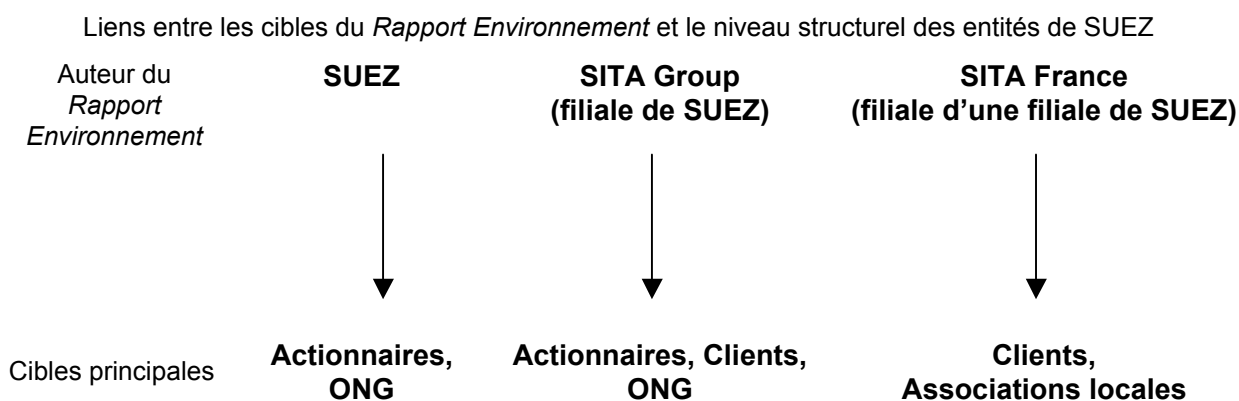 Liens entre les cibles du Rapport Environnement et le niveau structurel des entités de SUEZ
Auteur du
Rapport
Environnement
SUEZ
SITA Group
(filiale de SUEZ)
SITA France
(filiale d’une filiale de SUEZ)
Cibles principales
Actionnaires,
ONG
Actionnaires, Clients,
ONG
Clients,
Associations locales